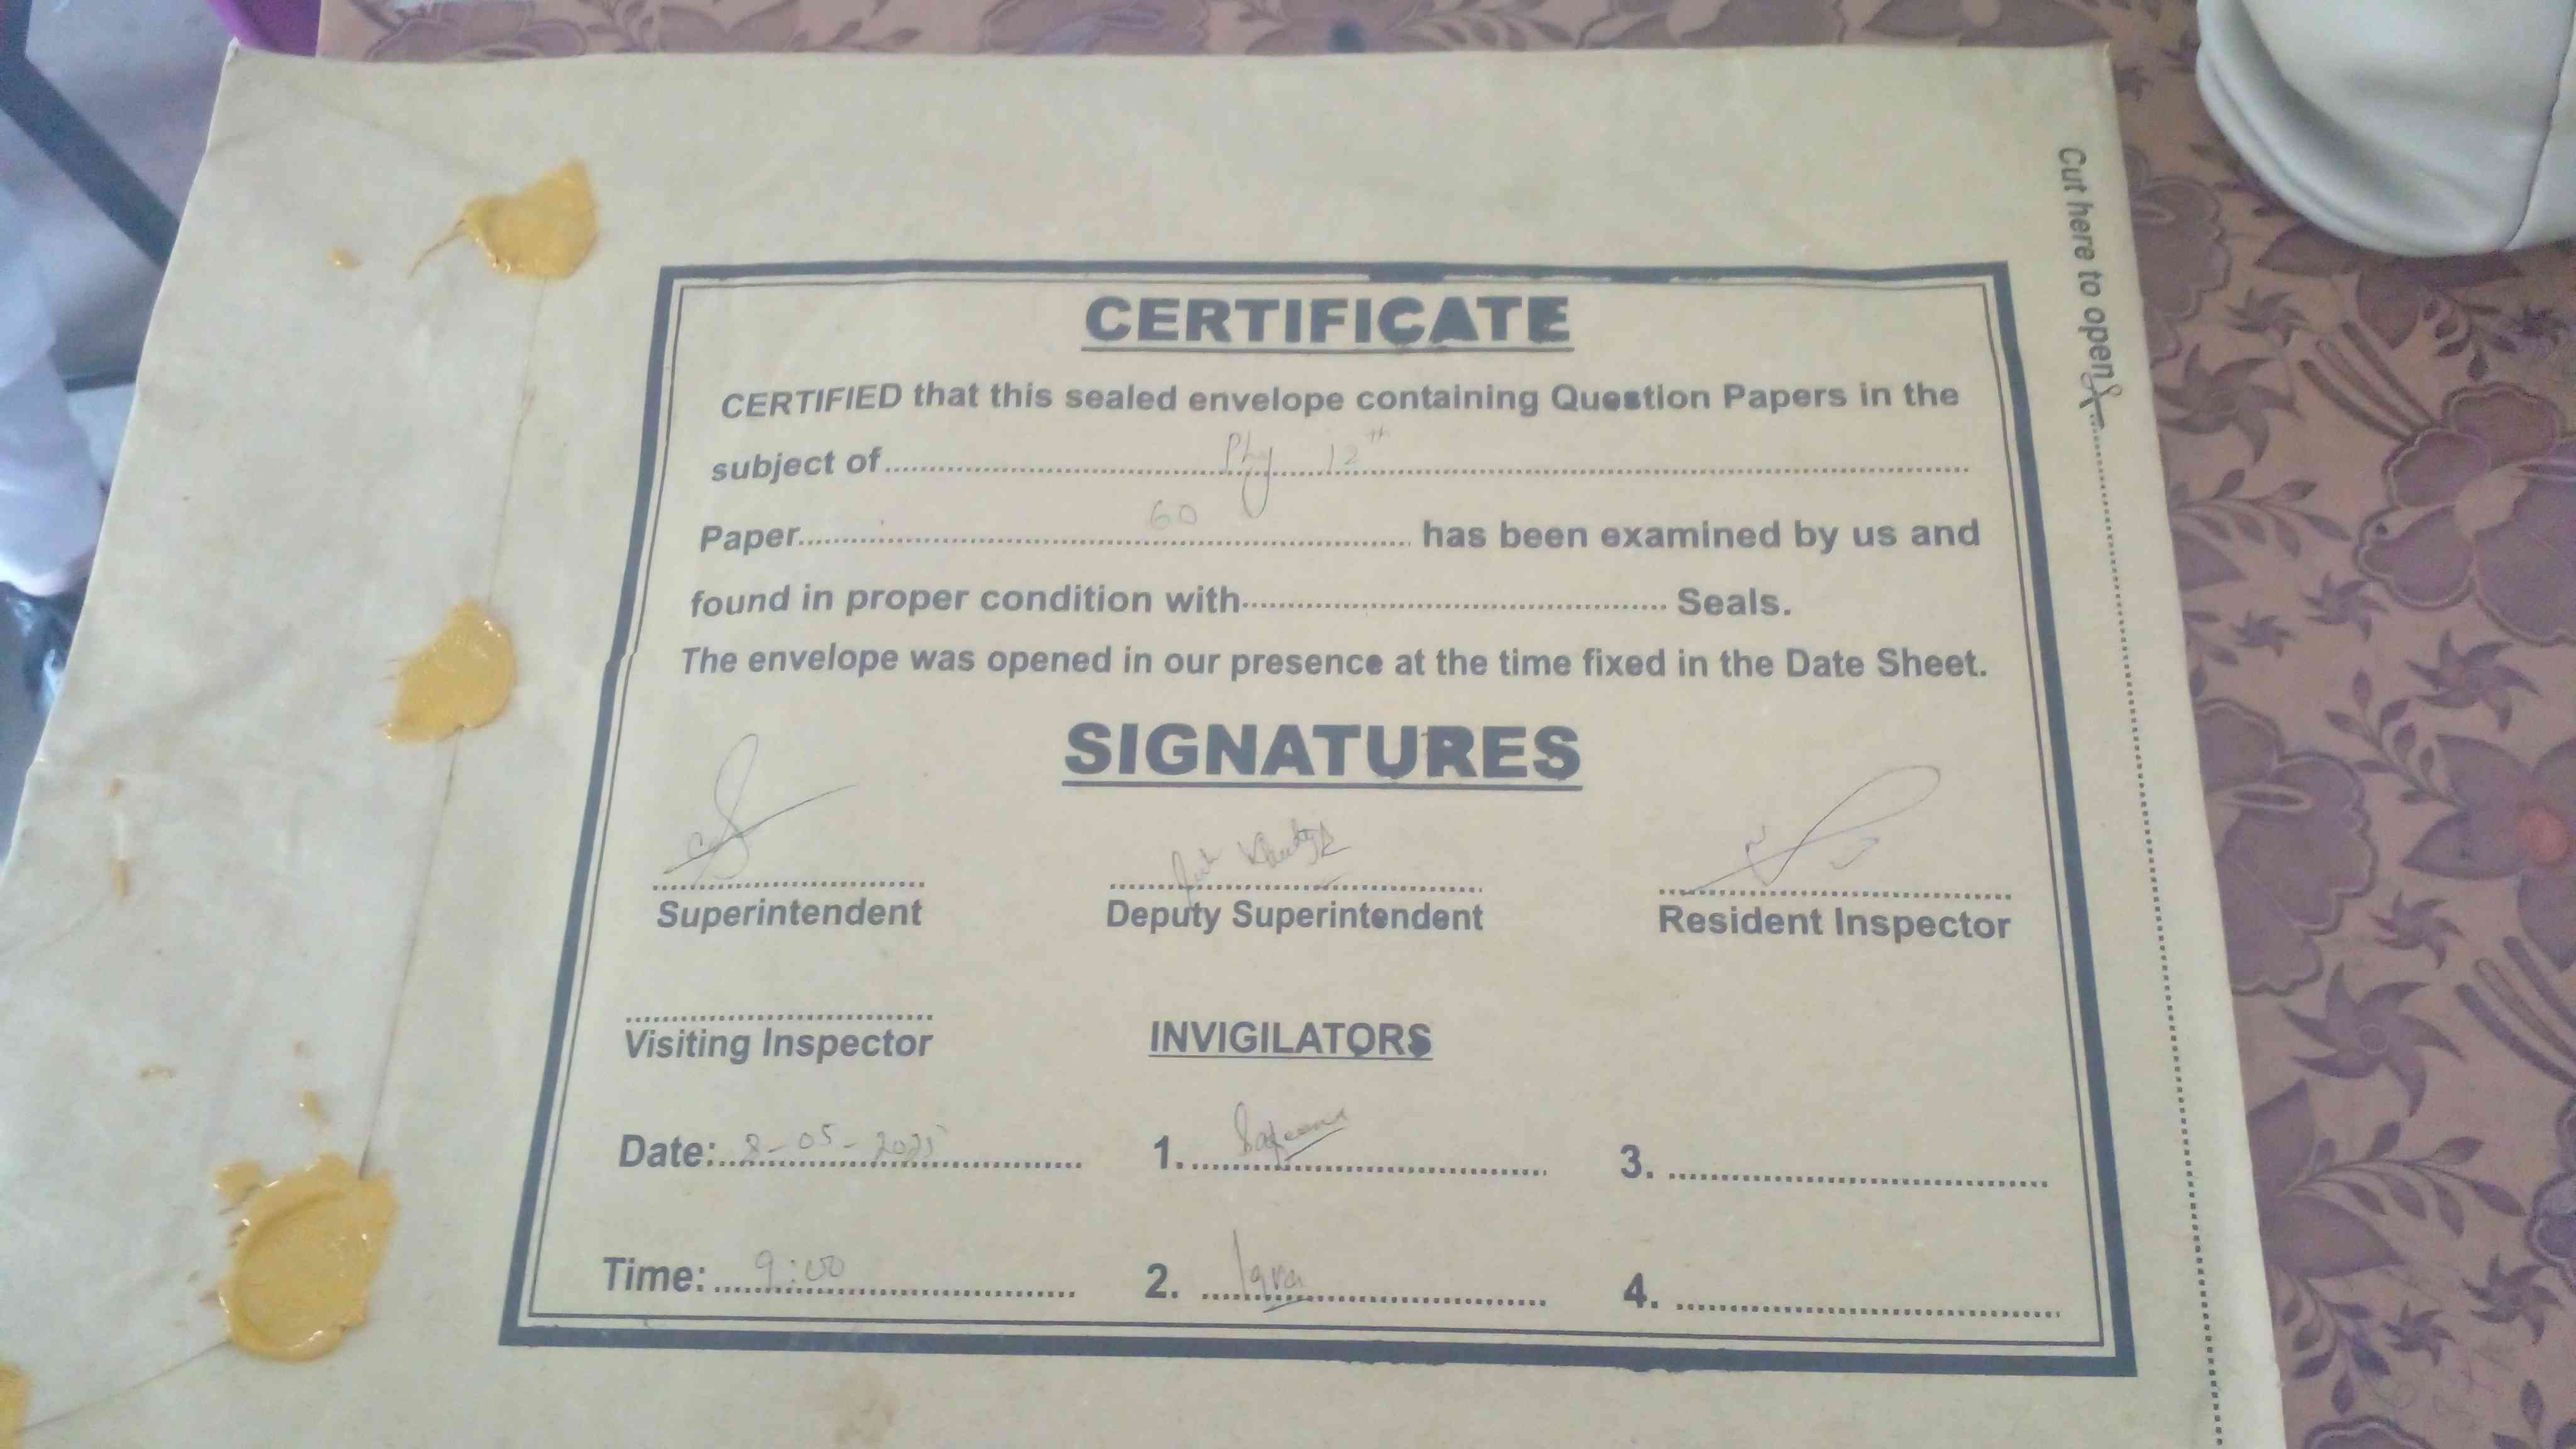 CERTIFICATE
CERTIFIED that this sealed envelope containing Question Papers in the
subject of Phy 12th
Paper 60 has been examined by us and
found in proper condition with Seals.
The envelope was opened in our presence at the time fixed in the Date Sheet.
SIGNATURES
Superintendent Deputy Superintendent Resident Inspector
Visiting Inspector INVIGILATORS
Date: 8-05-2025 1. 3.
Time: 9:00 2. Iqra 4.
Cut here to open